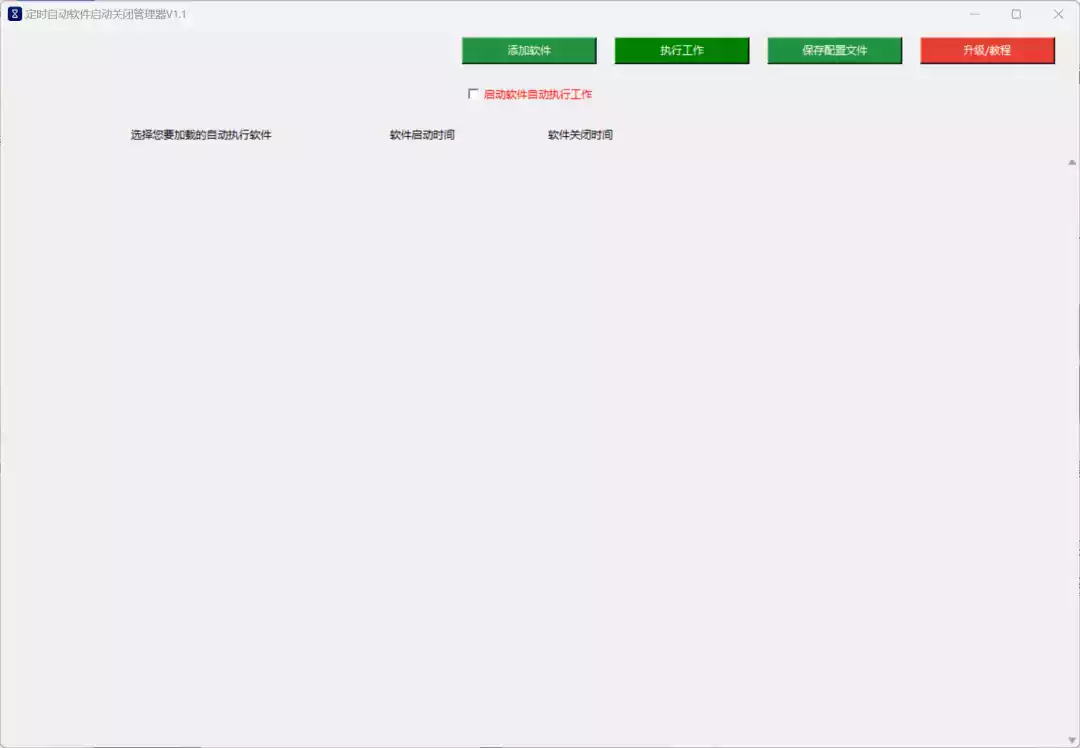 定时自动软件启动关闭管理器V1.1
添加软件 执行工作 保存配置文件 升级/教程
启动软件自动执行工作
选择您要加载的自动执行软件 软件启动时间 软件关闭时间